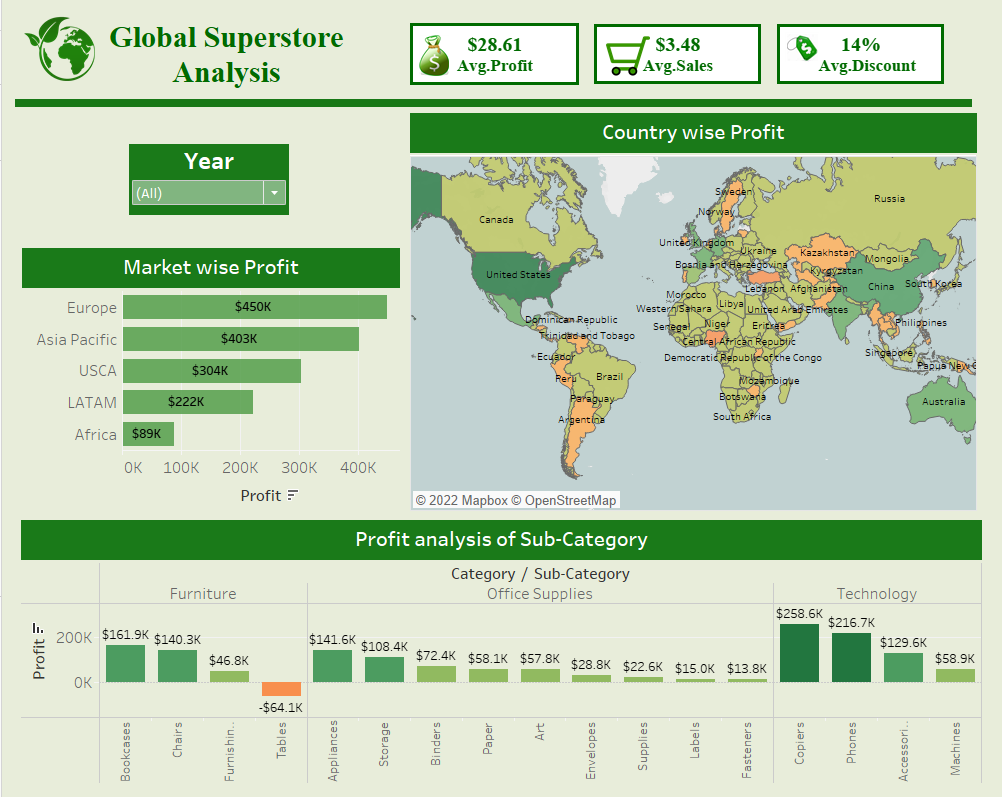 Global Superstore
Analysis
$28.61
Avg.Profit
$3.48
Avg.Sales
14%
Avg.Discount
Year
(All)
Market wise Profit
Europe $450K
Asia Pacific $403K
USCA $304K
LATAM $222K
Africa $89K
0K 100K 200K 300K 400K
Profit
Country wise Profit
Sweden
Russia
Norway
Canada
United Kingdom
Ukraine
Kazakhstan
Mongolia
Bosnia and Herzegovina
Kyrgyzstan
United States
China
South Korea
Lebanon
Afghanistan
Morocco
Libya
Western Sahara
United Arab Emirates
Dominican Republic
Senegal
Niger
Eritrea
Philippines
Trinidad and Tobago
Central African Republic
Singapore
Ecuador
Democratic Republic of the Congo
Papua New G
Peru
Brazil
Mozambique
Paraguay
Botswana
Australia
Argentina
South Africa
© 2022 Mapbox © OpenStreetMap
Profit analysis of Sub-Category
Category / Sub-Category
Furniture
Office Supplies
Technology
Profit
200K
0K
$161.9K
$140.3K
$46.8K
-$64.1K
$141.6K
$108.4K
$72.4K
$58.1K
$57.8K
$28.8K
$22.6K
$15.0K
$13.8K
$258.6K
$216.7K
$129.6K
$58.9K
Bookcases
Chairs
Furnishin..
Tables
Appliances
Storage
Binders
Paper
Art
Envelopes
Supplies
Labels
Fasteners
Copiers
Phones
Accessori..
Machines